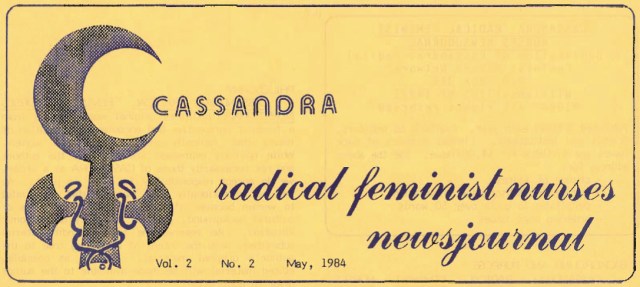 CASSANDRA
radical feminist nurses
newsjournal
Vol. 2 No. 2 May, 1984